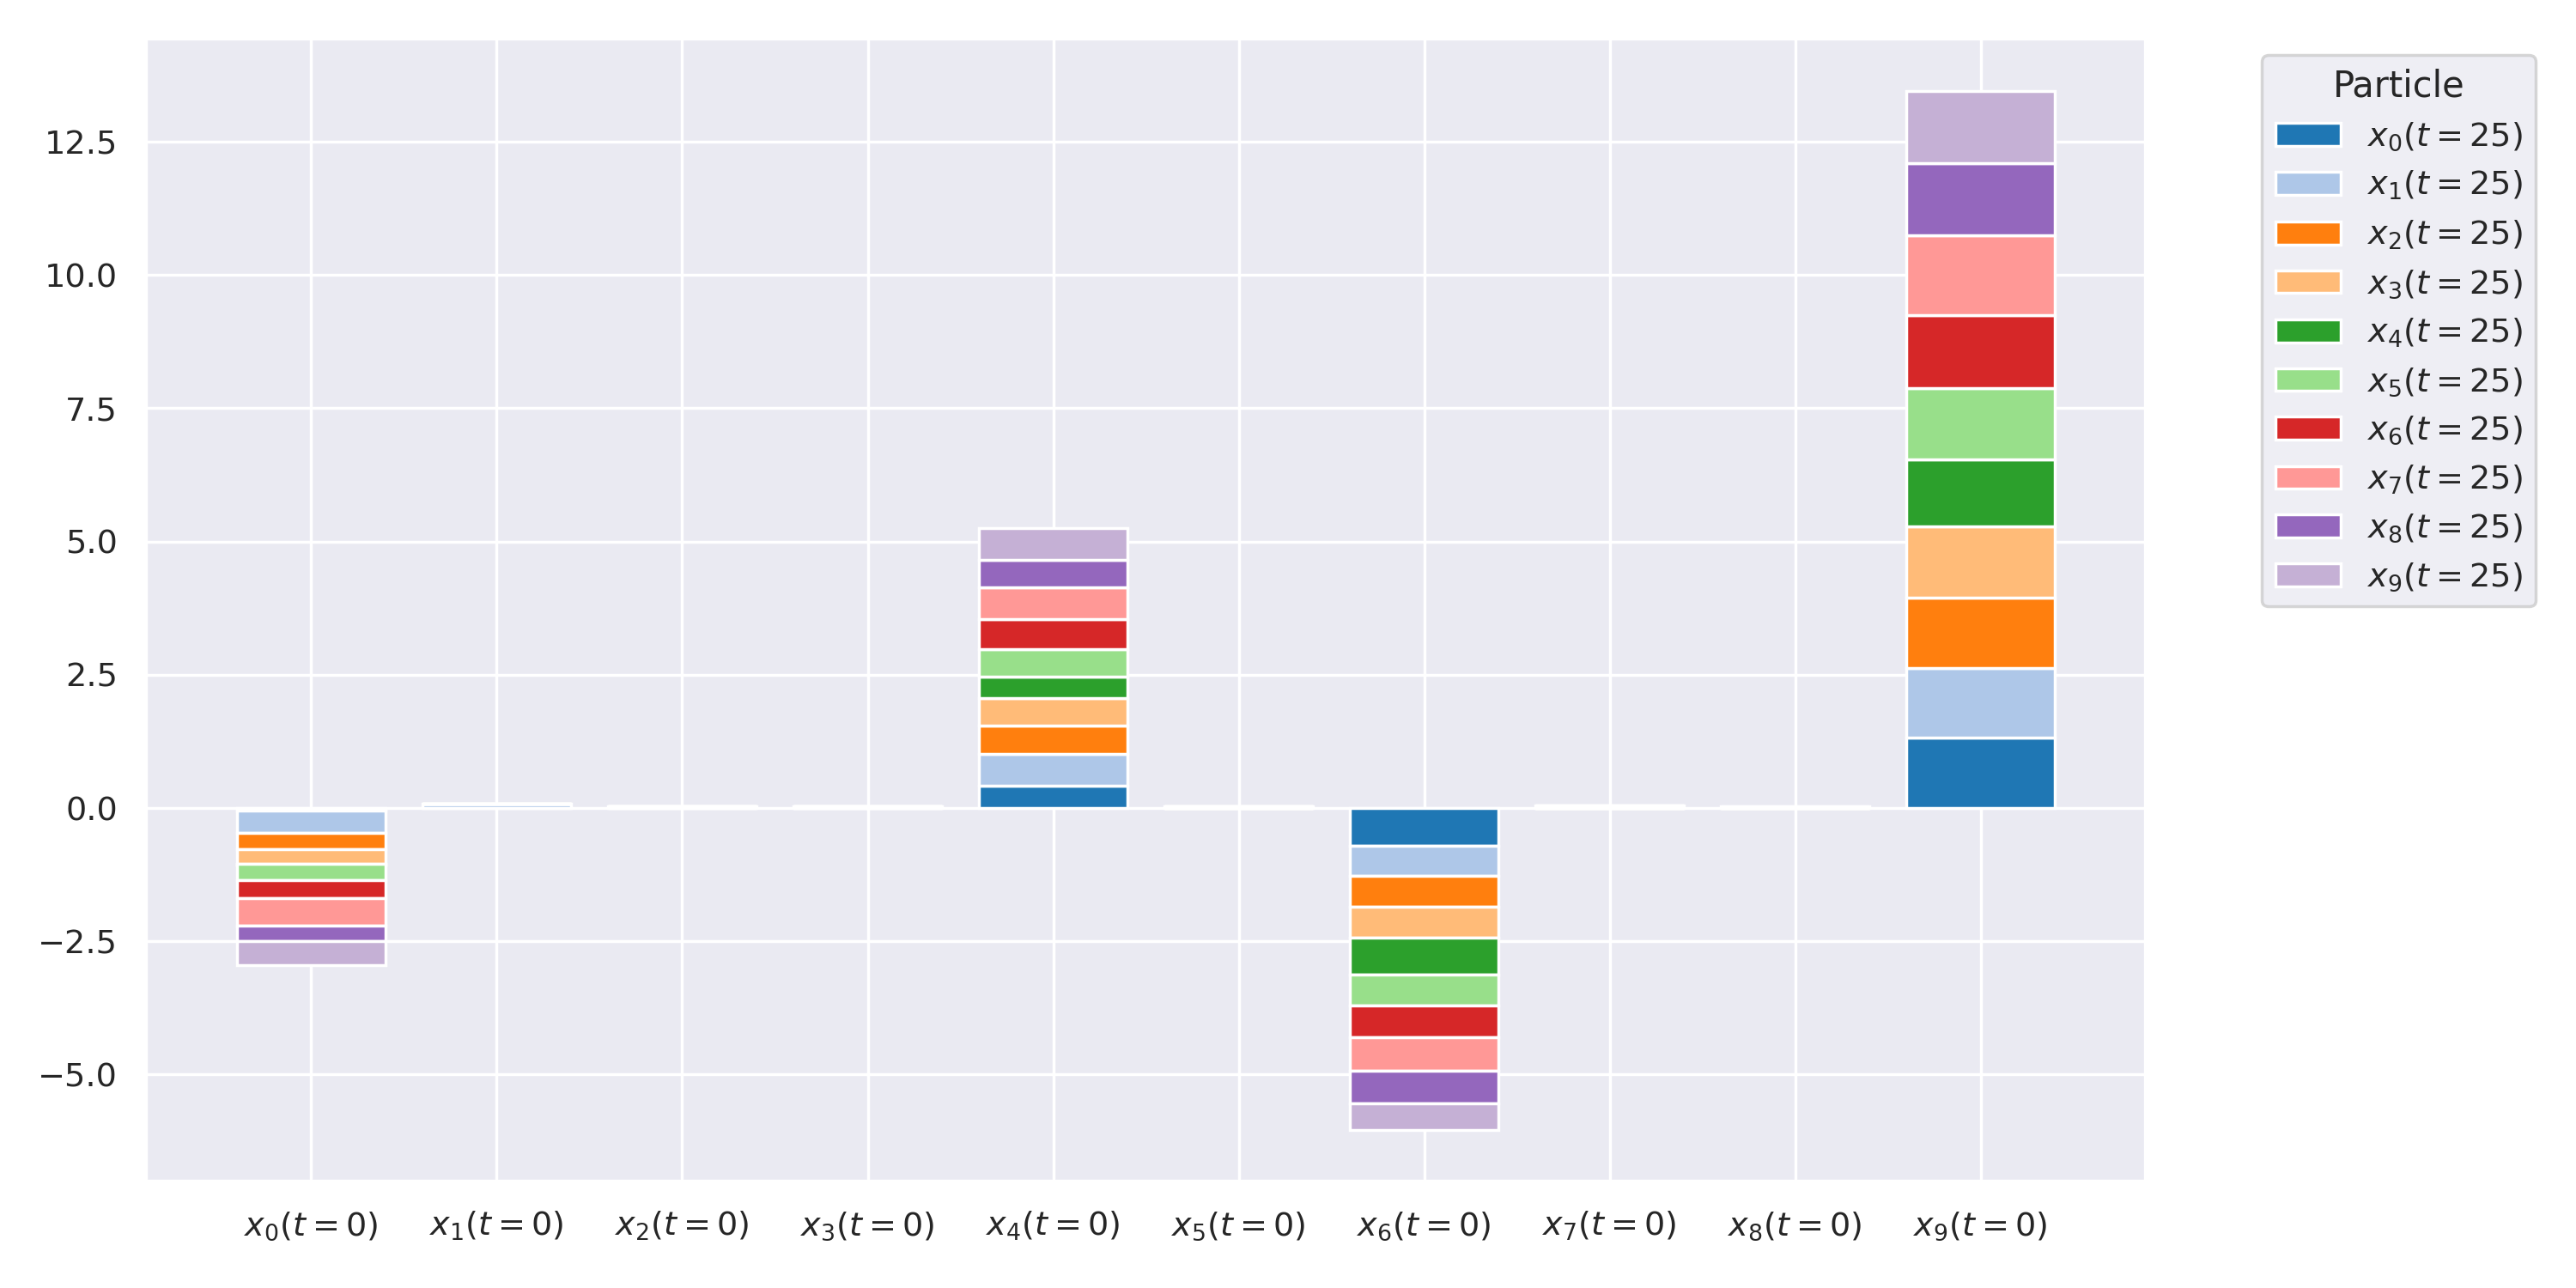 12.5
10.0
7.5
5.0
2.5
0.0
−2.5
−5.0
x₀(t = 0) x₁(t = 0) x₂(t = 0) x₃(t = 0) x₄(t = 0) x₅(t = 0) x₆(t = 0) x₇(t = 0) x₈(t = 0) x₉(t = 0)
Particle
x₀(t = 25)
x₁(t = 25)
x₂(t = 25)
x₃(t = 25)
x₄(t = 25)
x₅(t = 25)
x₆(t = 25)
x₇(t = 25)
x₈(t = 25)
x₉(t = 25)